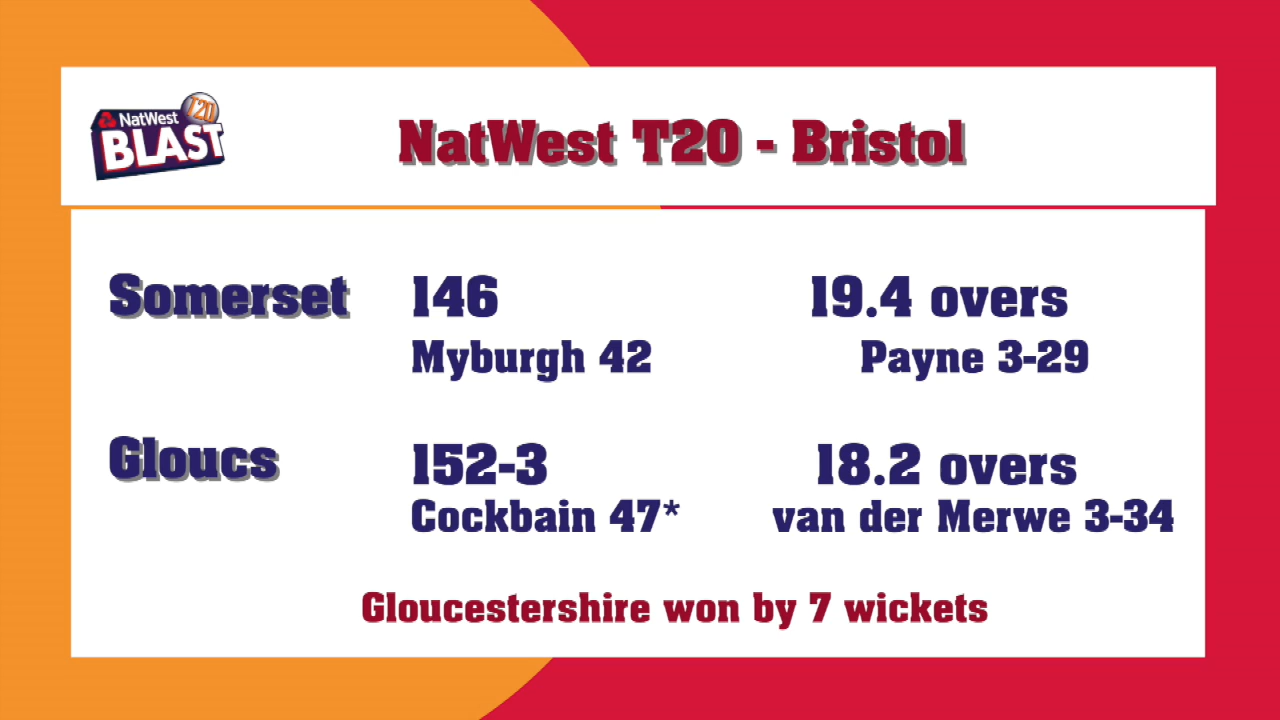 NatWest T20
BLAST
NatWest T20 - Bristol
Somerset 146 19.4 overs
Myburgh 42 Payne 3-29
Gloucs 152-3 18.2 overs
Cockbain 47* van der Merwe 3-34
Gloucestershire won by 7 wickets